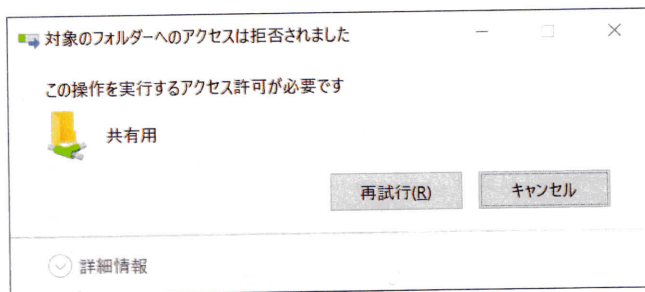 対象のフォルダーへのアクセスは拒否されました
この操作を実行するアクセス許可が必要です
共有用
再試行(R)
キャンセル
詳細情報